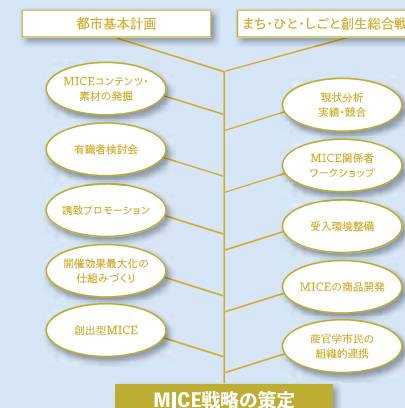 都市基本計画
まち・ひと・しごと創生総合戦
MICEコンテンツ・
素材の発掘
有識者検討会
誘致プロモーション
開催効果最大化の
仕組みづくり
創出型MICE
現状分析
実績・競合
MICE関係者
ワークショップ
受入環境整備
MICEの商品開発
産官学市民の
組織的連携
MICE戦略の策定